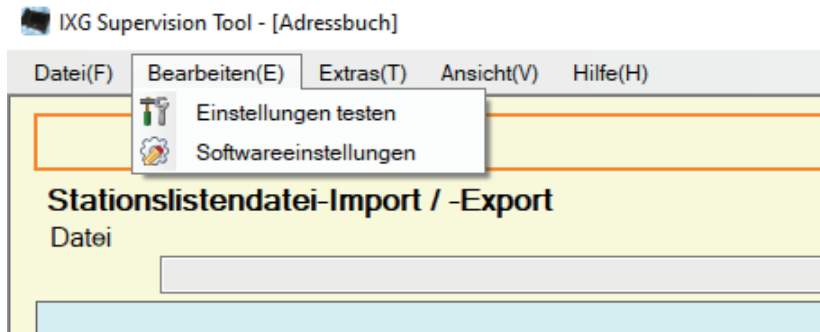 IXG Supervision Tool - [Adressbuch]
Datei(F) Bearbeiten(E) Extras(T) Ansicht(V) Hilfe(H)
Einstellungen testen
Softwareeinstellungen
Stationslistendatei-Import / -Export
Datei